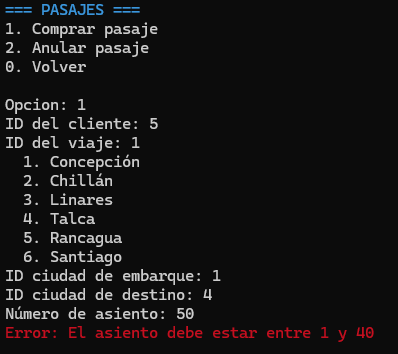 === PASAJES ===
1. Comprar pasaje
2. Anular pasaje
0. Volver
Opcion: 1
ID del cliente: 5
ID del viaje: 1
1. Concepción
2. Chillán
3. Linares
4. Talca
5. Rancagua
6. Santiago
ID ciudad de embarque: 1
ID ciudad de destino: 4
Número de asiento: 50
Error: El asiento debe estar entre 1 y 40